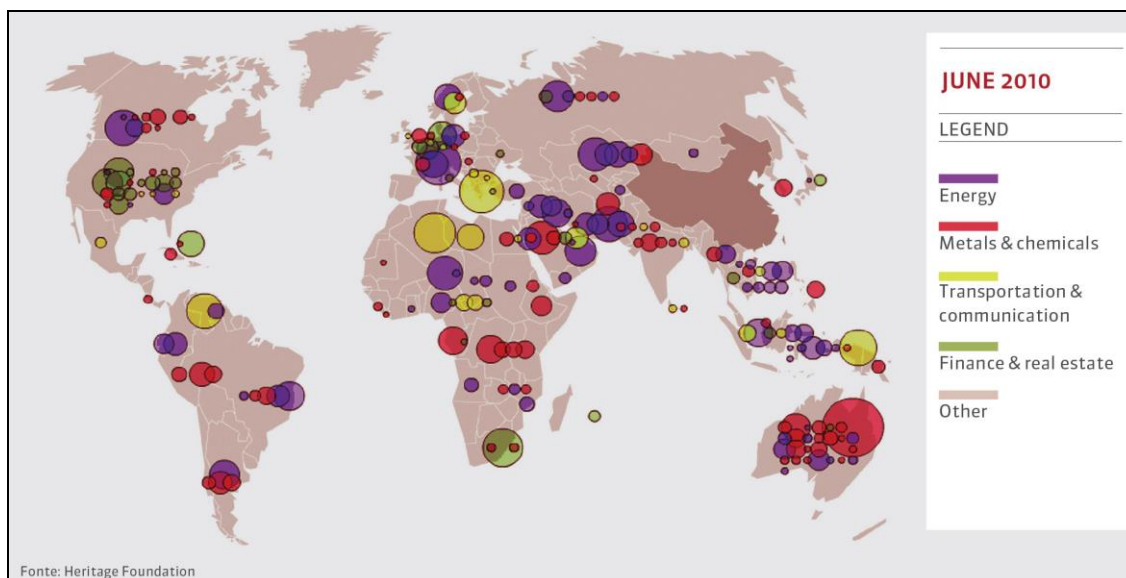 JUNE 2010
LEGEND
Energy
Metals & chemicals
Transportation &
communication
Finance & real estate
Other
Fonte: Heritage Foundation